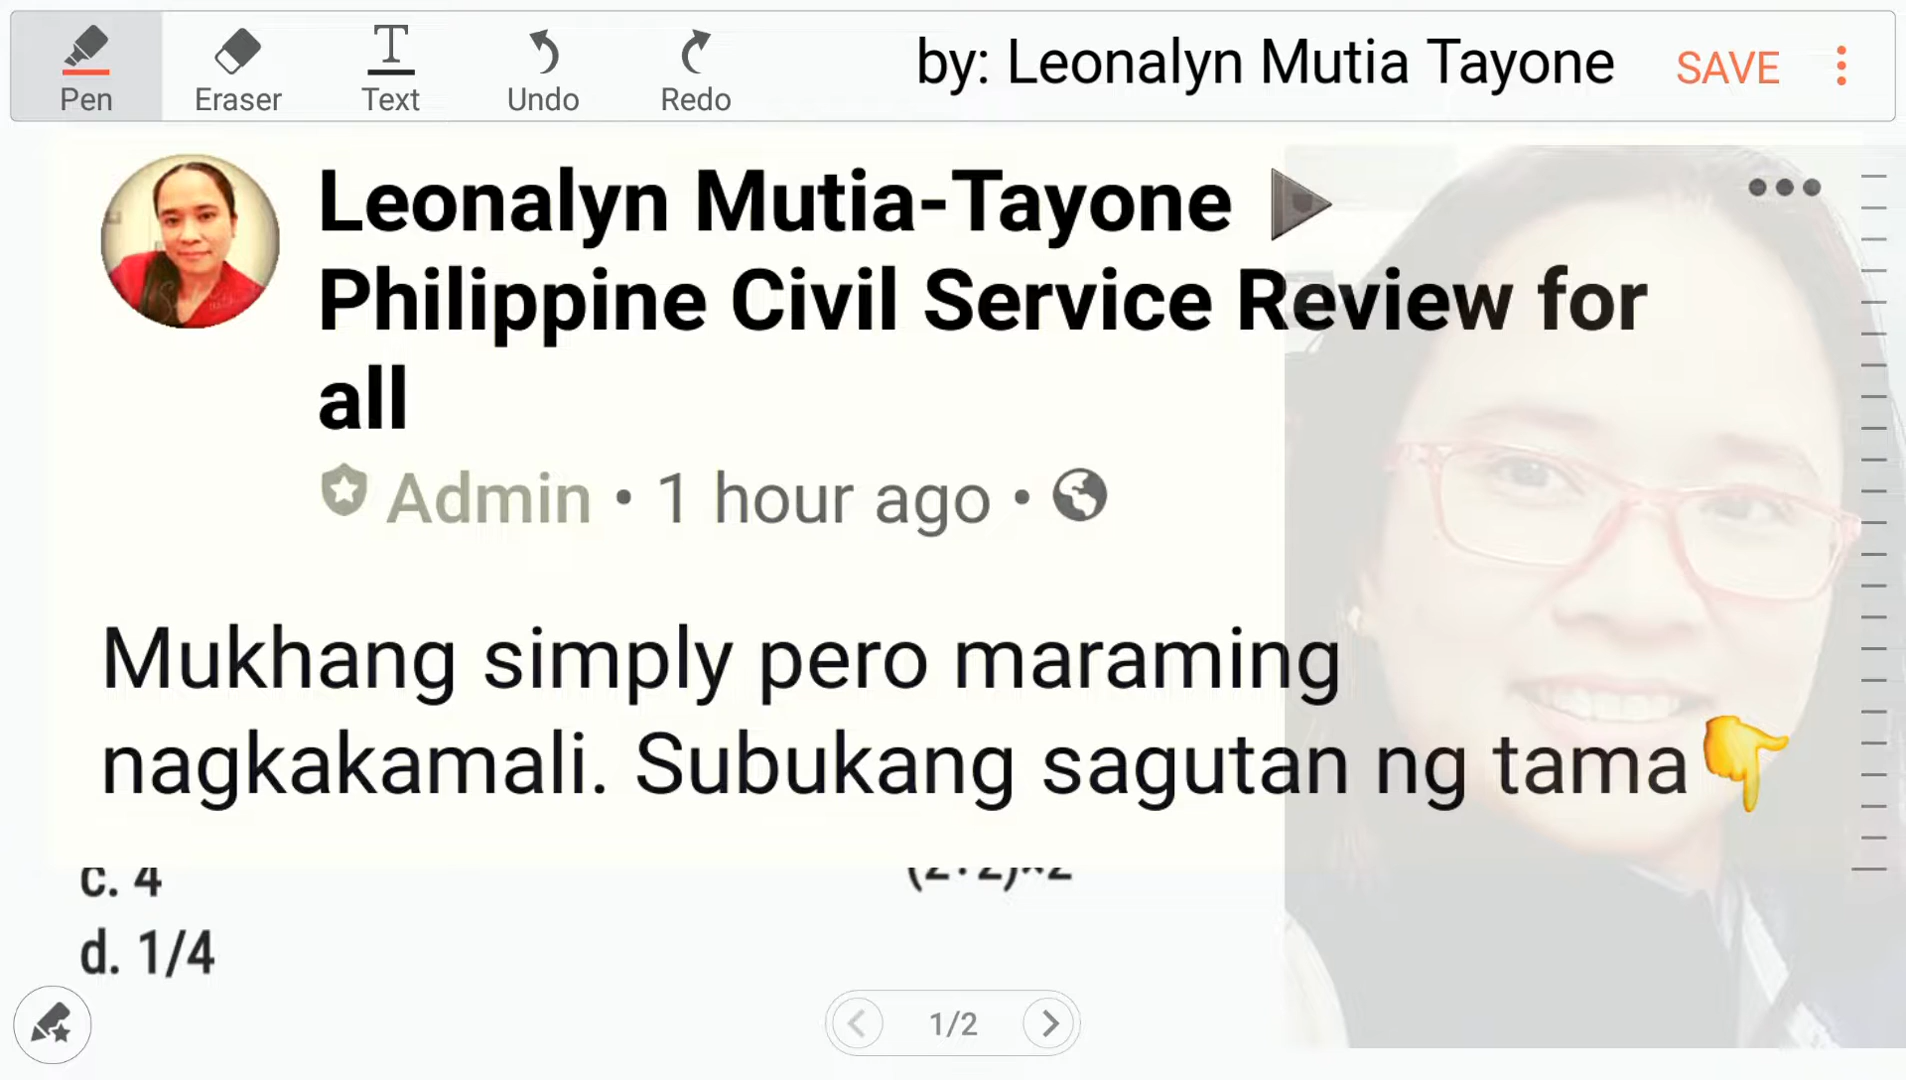 Pen
Eraser
Text
Undo
Redo
by: Leonalyn Mutia Tayone
SAVE
Leonalyn Mutia-Tayone
Philippine Civil Service Review for
all
Admin • 1 hour ago •
Mukhang simply pero maraming
nagkakamali. Subukang sagutan ng tama👇
c. 4
d. 1/4
1/2